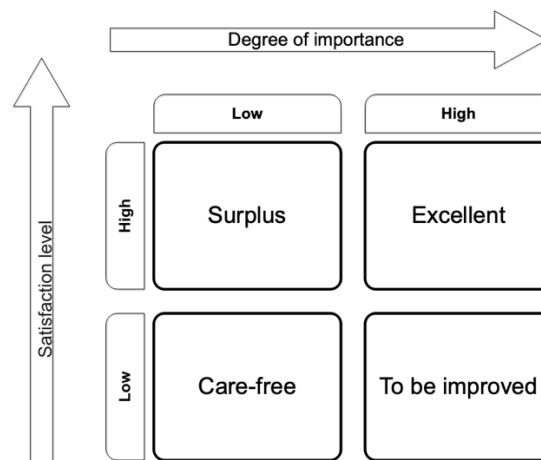 Degree of importance
Low
High
High
Surplus
Excellent
Satisfaction level
Low
Care-free
To be improved